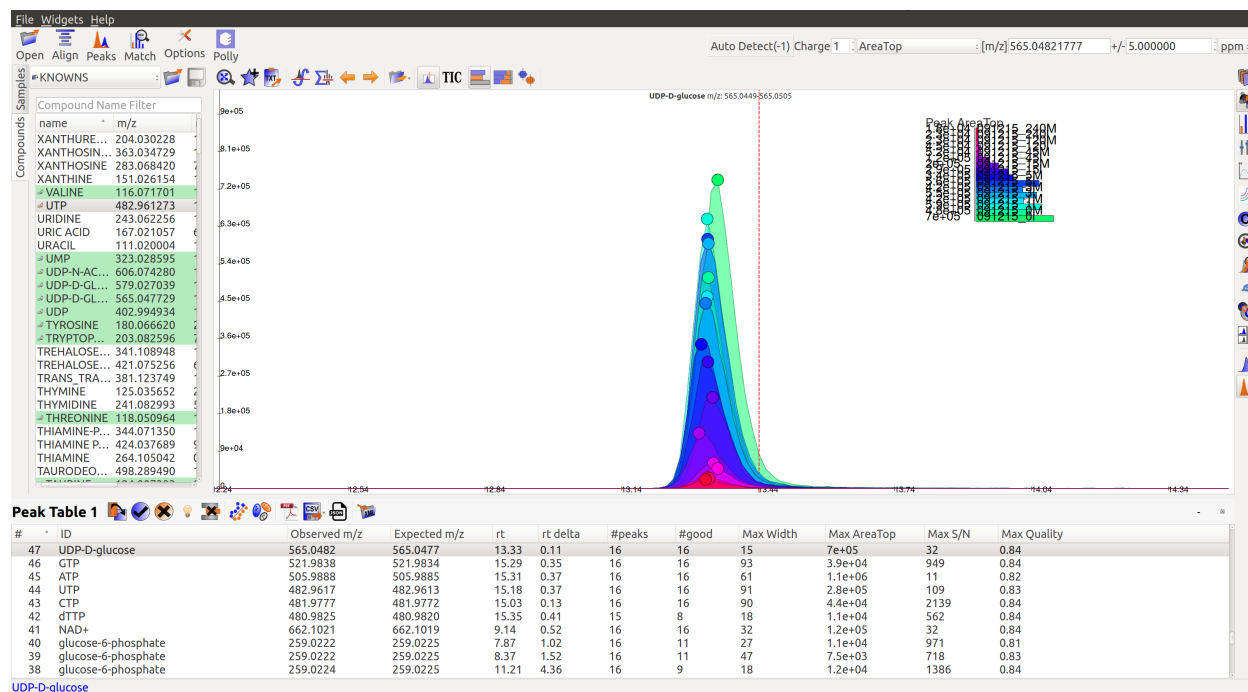 File Widgets Help
Open Align Peaks Match Options Polly
Auto Detect(-1) Charge 1 AreaTop [m/z] 565.04821777 +/- 5.000000 ppm
Samples
Compounds
KNOWNS
TXT
TIC
Compound Name Filter
name m/z
XANTHURE... 204.030228
XANTHOSIN... 363.034729
XANTHOSINE 283.068420
XANTHINE 151.026154
VALINE 116.071701
UTP 482.961273
URIDINE 243.062256
URIC ACID 167.021057
URACIL 111.020004
UMP 323.028595
UDP-N-AC... 606.074280
UDP-D-GL... 579.027039
UDP-D-GL... 565.047729
UDP 402.994934
TYROSINE 180.066620
TRYPTOP... 203.082596
TREHALOSE... 341.108948
TREHALOSE... 421.075256
TRANS_TRA... 381.123749
THYMINE 125.035652
THYMIDINE 241.082993
THREONINE 118.050964
THIAMINE-P... 344.071350
THIAMINE P... 424.037689
THIAMINE 264.105042
TAURODEO... 498.289490
UDP-D-glucose m/z: 565.0449-565.0505
9e+05
8.1e+05
7.2e+05
6.3e+05
5.4e+05
4.5e+05
3.6e+05
2.7e+05
1.8e+05
9e+04
0
12.24 12.54 12.84 13.14 13.44 13.74 14.04 14.34
Peak AreaTop
7e+05
Peak Table 1
PDF CSV JSON XML
# ID Observed m/z Expected m/z rt rt delta #peaks #good Max Width Max AreaTop Max S/N Max Quality
47 UDP-D-glucose 565.0482 565.0477 13.33 0.11 16 16 15 7e+05 32 0.84
46 GTP 521.9838 521.9834 15.29 0.35 16 16 93 3.9e+04 949 0.84
45 ATP 505.9888 505.9885 15.31 0.37 16 16 61 1.1e+06 11 0.82
44 UTP 482.9617 482.9613 15.18 0.37 16 16 91 2.8e+05 109 0.83
43 CTP 481.9777 481.9772 15.03 0.13 16 16 90 4.4e+04 2139 0.84
42 dTTP 480.9825 480.9820 15.35 0.41 15 8 18 1.1e+04 562 0.84
41 NAD+ 662.1021 662.1019 9.14 0.52 16 16 32 1.2e+05 32 0.84
40 glucose-6-phosphate 259.0222 259.0225 7.87 1.02 16 11 27 1.1e+04 971 0.81
39 glucose-6-phosphate 259.0222 259.0225 8.37 1.52 16 11 47 7.5e+03 718 0.83
38 glucose-6-phosphate 259.0224 259.0225 11.21 4.36 16 9 18 1.2e+04 1386 0.84
UDP-D-glucose